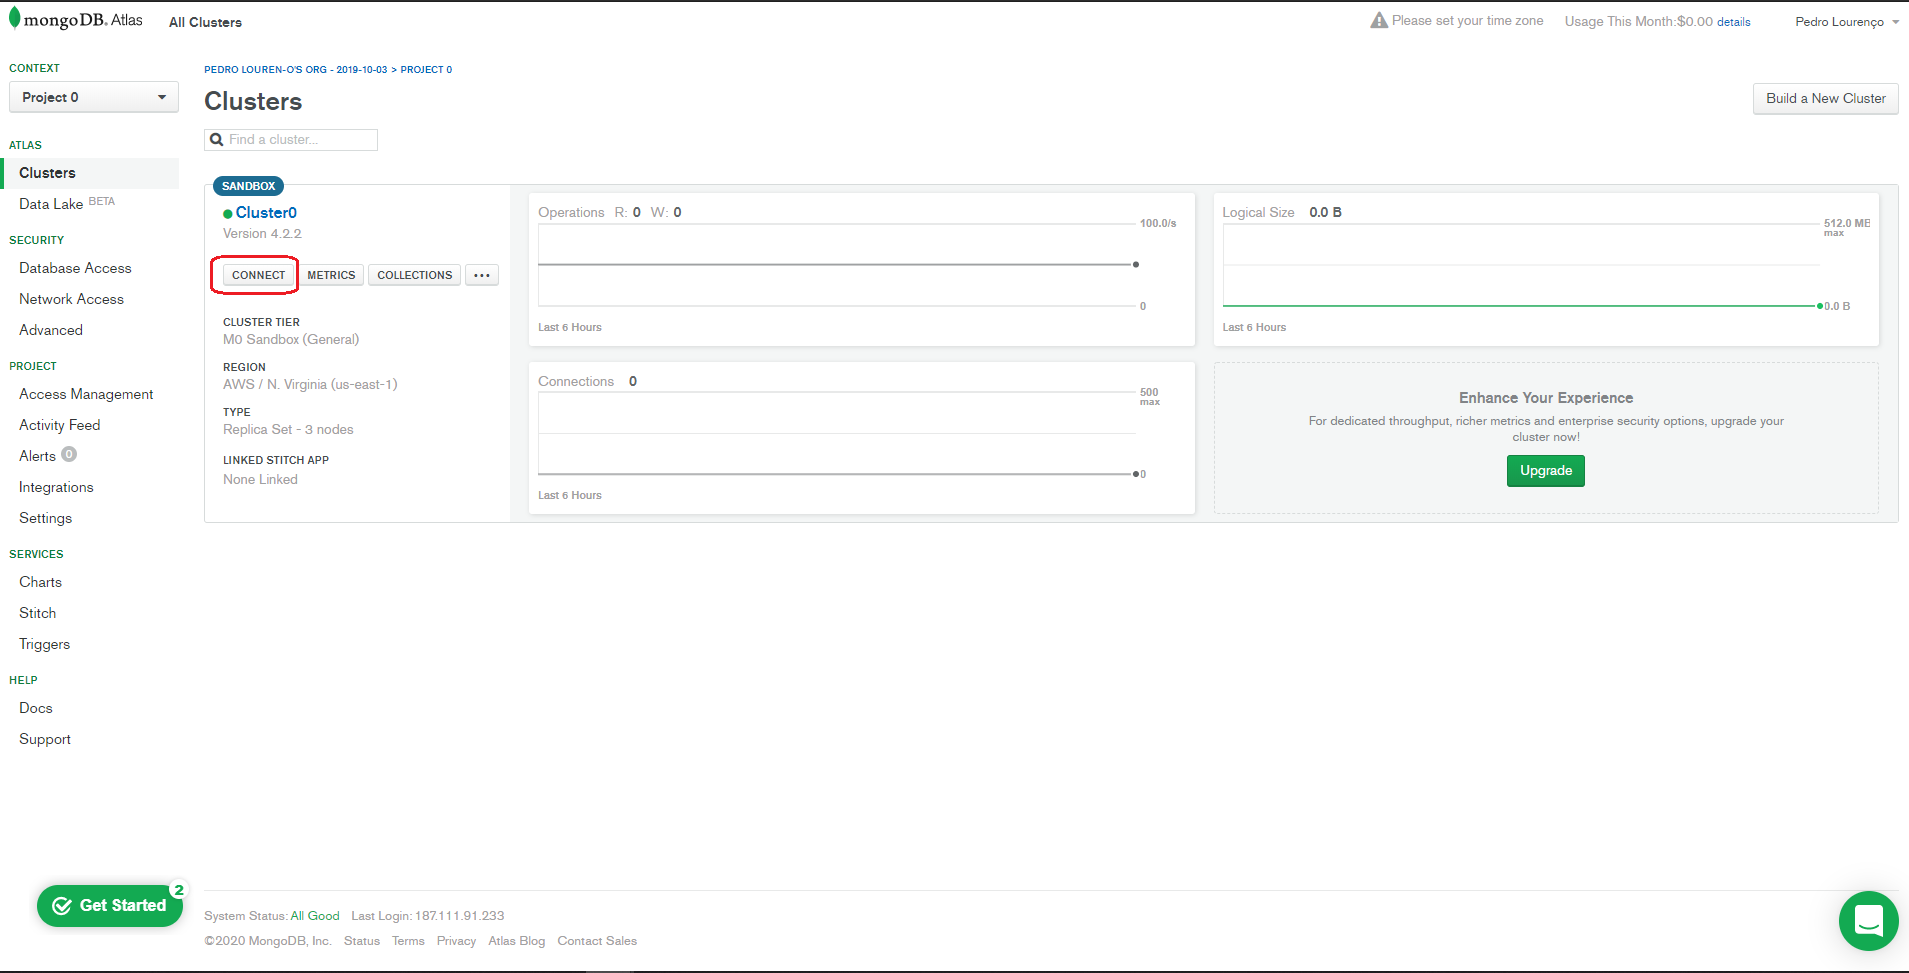 mongoDB. Atlas
All Clusters
Please set your time zone
Usage This Month:$0.00 details
Pedro Lourenço
CONTEXT
Project 0
ATLAS
Clusters
Data Lake BETA
SECURITY
Database Access
Network Access
Advanced
PROJECT
Access Management
Activity Feed
Alerts 0
Integrations
Settings
SERVICES
Charts
Stitch
Triggers
HELP
Docs
Support
Get Started 2
PEDRO LOUREN-O'S ORG - 2019-10-03 > PROJECT 0
Clusters
Build a New Cluster
Find a cluster...
SANDBOX
Cluster0
Version 4.2.2
CONNECT METRICS COLLECTIONS ...
CLUSTER TIER
M0 Sandbox (General)
REGION
AWS / N. Virginia (us-east-1)
TYPE
Replica Set - 3 nodes
LINKED STITCH APP
None Linked
Operations R: 0 W: 0
100.0/s
0
Last 6 Hours
Logical Size 0.0 B
512.0 MB
max
0.0 B
Last 6 Hours
Connections 0
500
max
0
Last 6 Hours
Enhance Your Experience
For dedicated throughput, richer metrics and enterprise security options, upgrade your
cluster now!
Upgrade
System Status: All Good Last Login: 187.111.91.233
©2020 MongoDB, Inc. Status Terms Privacy Atlas Blog Contact Sales